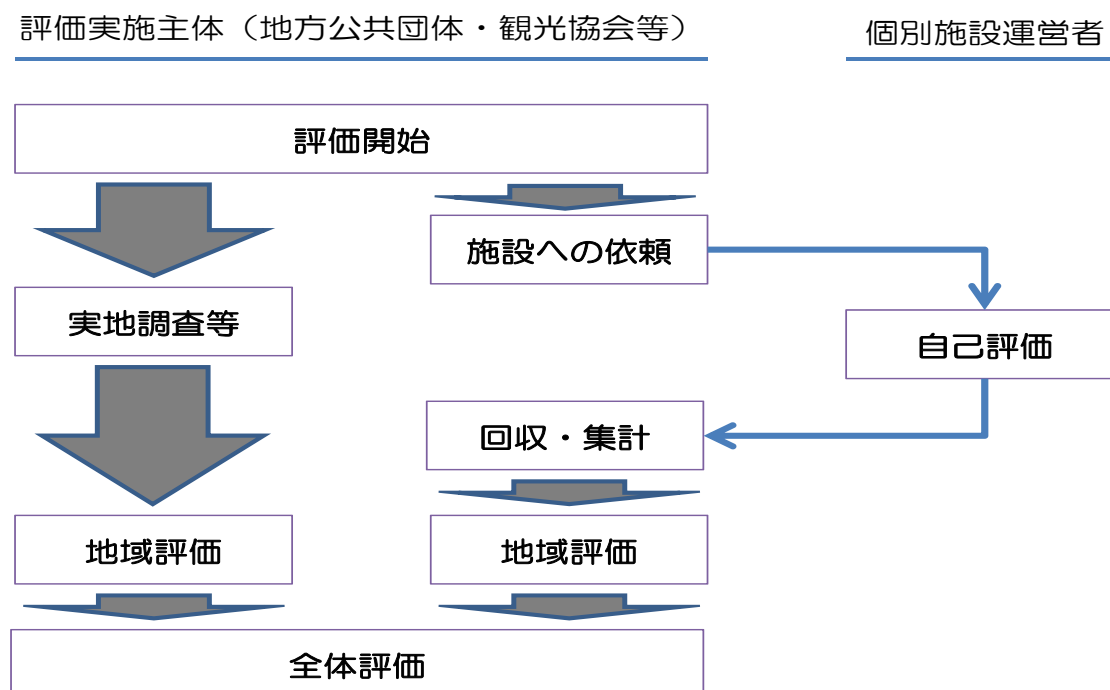 評価実施主体（地方公共団体・観光協会等）
個別施設運営者
評価開始
施設への依頼
実地調査等
自己評価
回収・集計
地域評価
地域評価
全体評価